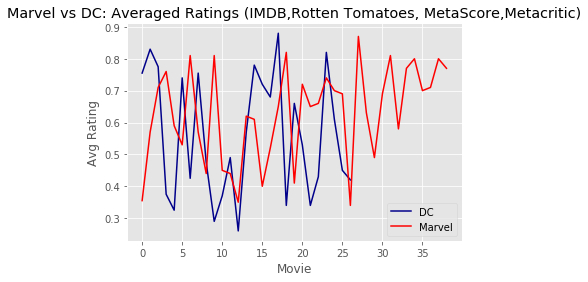 Marvel vs DC: Averaged Ratings (IMDB,Rotten Tomatoes, MetaScore,Metacritic)
0.9
0.8
0.7
0.6
0.5
0.4
0.3
Avg Rating
0 5 10 15 20 25 30 35
Movie
DC
Marvel